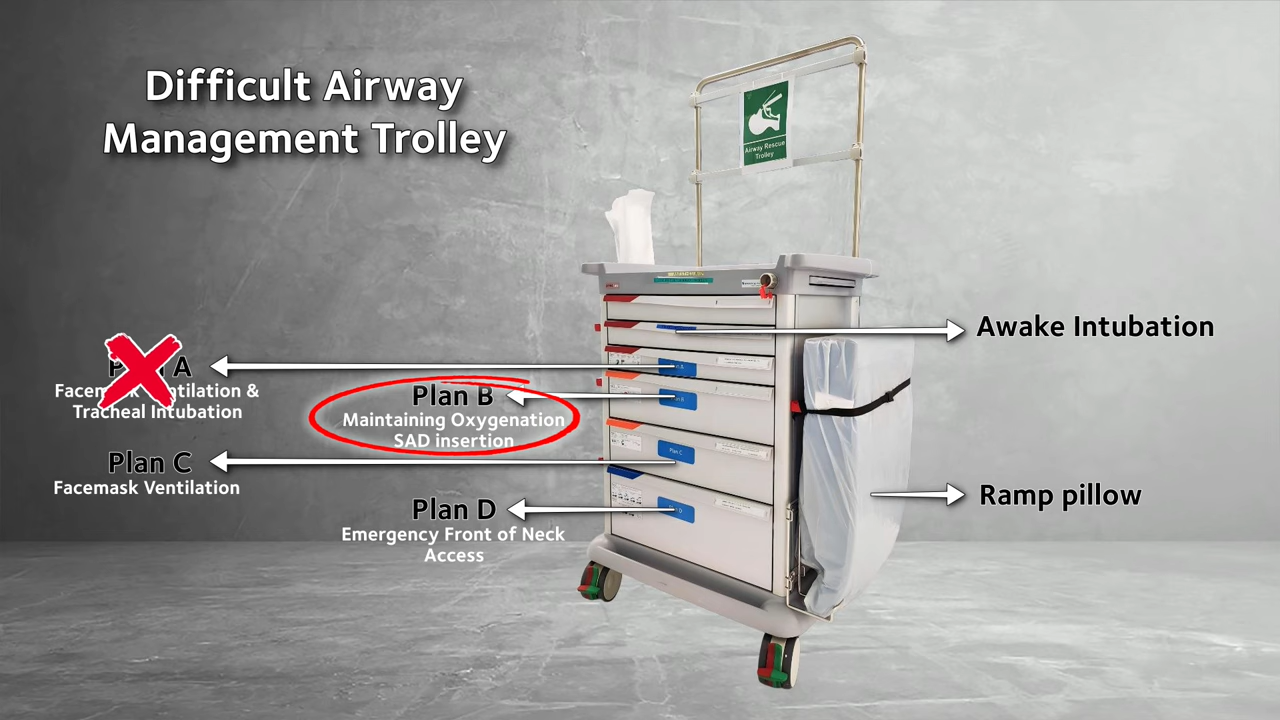 Difficult Airway
Management Trolley
Airway Rescue
Trolley
Awake Intubation
A
Ventilation &
Tracheal Intubation
Plan B
Maintaining Oxygenation
SAD insertion
Plan C
Facemask Ventilation
Plan D
Emergency Front of Neck
Access
Ramp pillow
Plan C